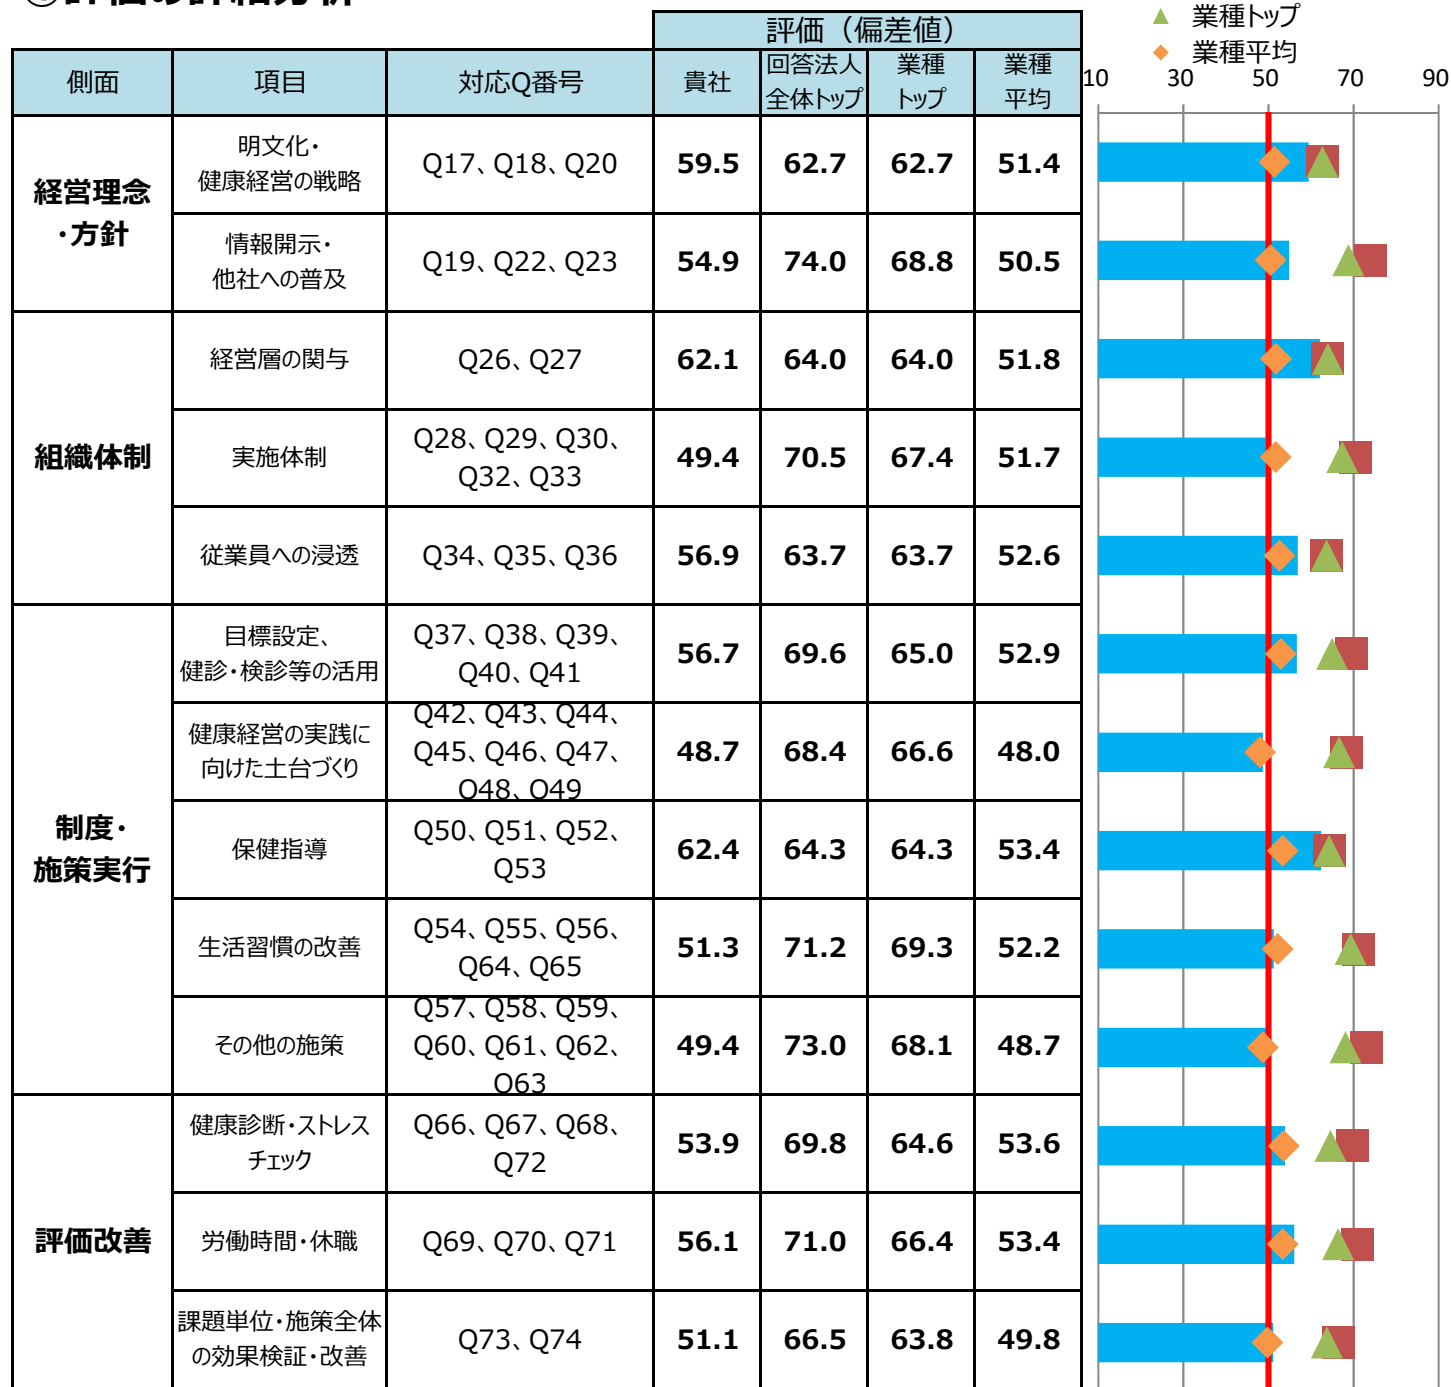 評価（偏差値）
▲ 業種トップ
◆ 業種平均
側面 項目 対応Q番号 貴社 回答法人 業種 業種
全体トップ トップ 平均
10 30 50 70 90
経営理念
・方針
明文化・
健康経営の戦略
Q17、Q18、Q20 59.5 62.7 62.7 51.4
情報開示・
他社への普及
Q19、Q22、Q23 54.9 74.0 68.8 50.5
組織体制
経営層の関与 Q26、Q27 62.1 64.0 64.0 51.8
実施体制
Q28、Q29、Q30、
Q32、Q33
49.4 70.5 67.4 51.7
従業員への浸透 Q34、Q35、Q36 56.9 63.7 63.7 52.6
制度・
施策実行
目標設定、
健診・検診等の活用
Q37、Q38、Q39、
Q40、Q41
56.7 69.6 65.0 52.9
健康経営の実践に
向けた土台づくり
Q42、Q43、Q44、
Q45、Q46、Q47、
Q48、Q49
48.7 68.4 66.6 48.0
保健指導
Q50、Q51、Q52、
Q53
62.4 64.3 64.3 53.4
生活習慣の改善
Q54、Q55、Q56、
Q64、Q65
51.3 71.2 69.3 52.2
その他の施策
Q57、Q58、Q59、
Q60、Q61、Q62、
Q63
49.4 73.0 68.1 48.7
評価改善
健康診断・ストレス
チェック
Q66、Q67、Q68、
Q72
53.9 69.8 64.6 53.6
労働時間・休職 Q69、Q70、Q71 56.1 71.0 66.4 53.4
課題単位・施策全体
の効果検証・改善
Q73、Q74 51.1 66.5 63.8 49.8